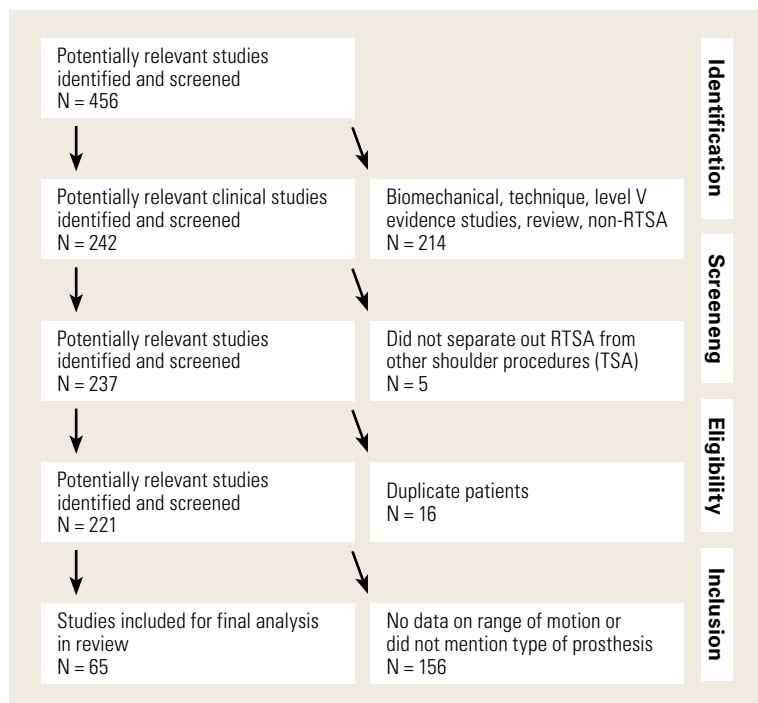 Potentially relevant studies
identified and screened
N = 456
Identification
Potentially relevant clinical studies
identified and screened
N = 242
Biomechanical, technique, level V
evidence studies, review, non-RTSA
N = 214
Screeneng
Potentially relevant studies
identified and screened
N = 237
Did not separate out RTSA from
other shoulder procedures (TSA)
N = 5
Eligibility
Potentially relevant studies
identified and screened
N = 221
Duplicate patients
N = 16
Inclusion
Studies included for final analysis
in review
N = 65
No data on range of motion or
did not mention type of prosthesis
N = 156